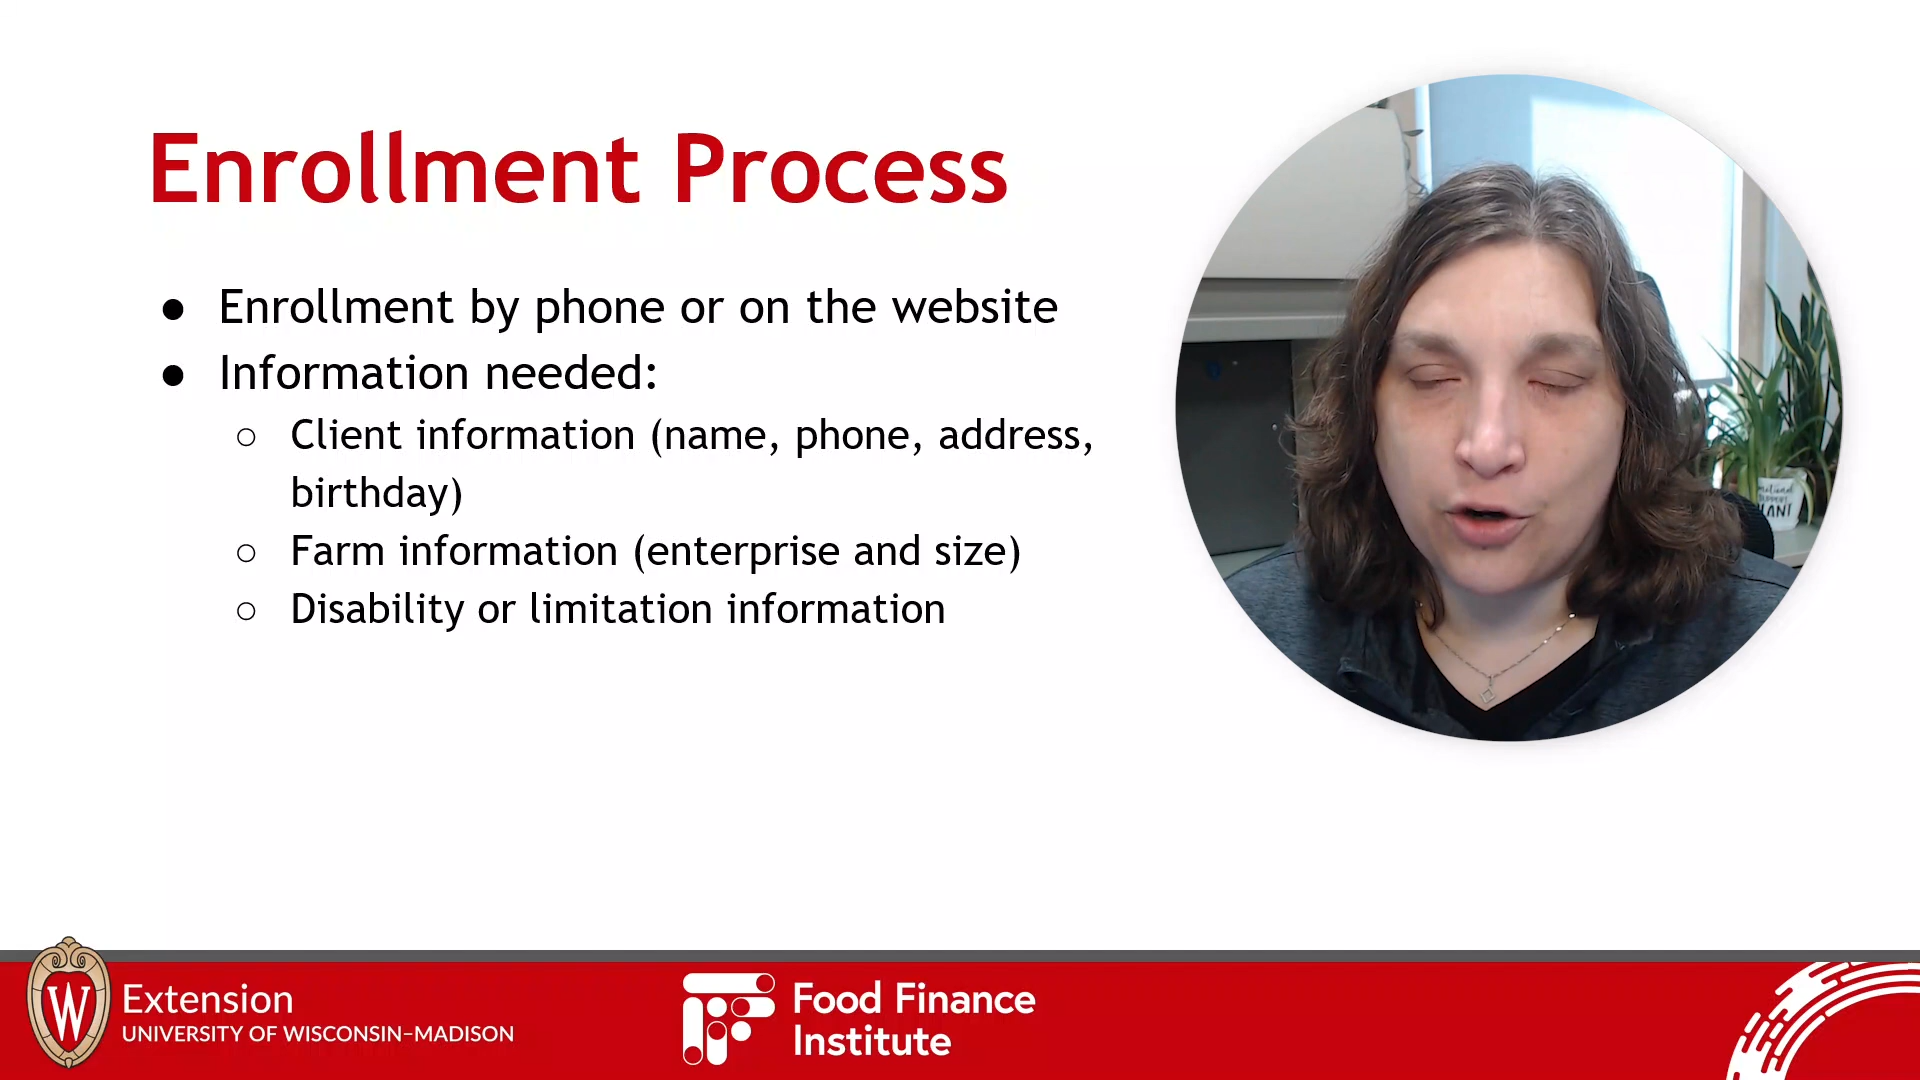 Enrollment Process
● Enrollment by phone or on the website
● Information needed:
○ Client information (name, phone, address,
birthday)
○ Farm information (enterprise and size)
○ Disability or limitation information
SUPPORT
W
Extension
UNIVERSITY OF WISCONSIN–MADISON
Food Finance
Institute